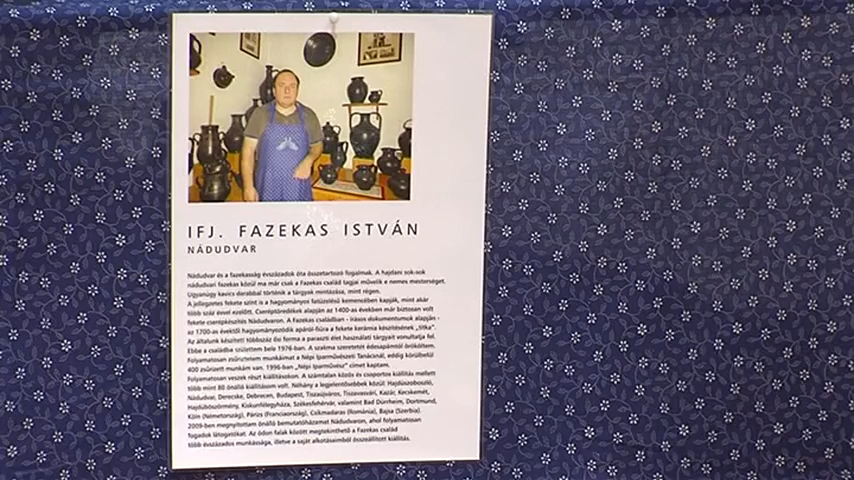 IFJ. FAZEKAS ISTVÁN
NÁDUDVAR
Nádudvar és a fazekasság évszázadok óta összetartozó fogalmak. A hajdani sok-sok
nádudvari fazekas közül ma már csak a Fazekas család tagjai művelik e nemes mesterséget.
Ugyanúgy kavics darabbal történik a tárgyak mintázása, mint régen.
A jellegzetes fekete színt is a hagyományos fatüzelésű kemencében kapják, mint akár
több száz évvel ezelőtt. Cseréptöredékek alapján az 1400-as években már biztosan volt
fekete cserépkészítés Nádudvaron. A Fazekas családban - írásos dokumentumok alapján -
az 1700-as évektől hagyományozódik apáról-fiúra a fekete kerámia készítésének „titka".
Az általunk készített többszáz ősi forma a paraszti élet használati tárgyait vonultatja fel.
Ebbe a családba születtem bele 1976-ban. A szakma szeretetét édesapámtól örököltem.
Folyamatosan zsűriztetem munkáimat a Népi Iparművészeti Tanácsnál, eddig körülbelül
400 zsűrizett munkám van. 1996-ban „Népi Iparművész" címet kaptam.
Folyamatosan veszek részt kiállításokon. A számtalan közös és csoportos kiállítás mellett
több mint 80 önálló kiállításom volt. Néhány a legjelentősebbek közül: Hajdúszoboszló,
Nádudvar, Derecske, Debrecen, Budapest, Tiszaújváros, Tiszavasvári, Kazár, Kecskemét,
Hajdúböszörmény, Kiskunfélegyháza, Székesfehérvár, valamint Bad Dürrheim, Dortmund,
Köln (Németország), Párizs (Franciaország), Csíkmadaras (Románia), Bajsa (Szerbia).
2009-ben megnyitottam önálló bemutatóházamat Nádudvaron, ahol folyamatosan
fogadok látogatókat. Az ódon falak között megtekinthető a Fazekas család
több évszázados munkássága, illetve a saját alkotásaimból összeállított kiállítás.